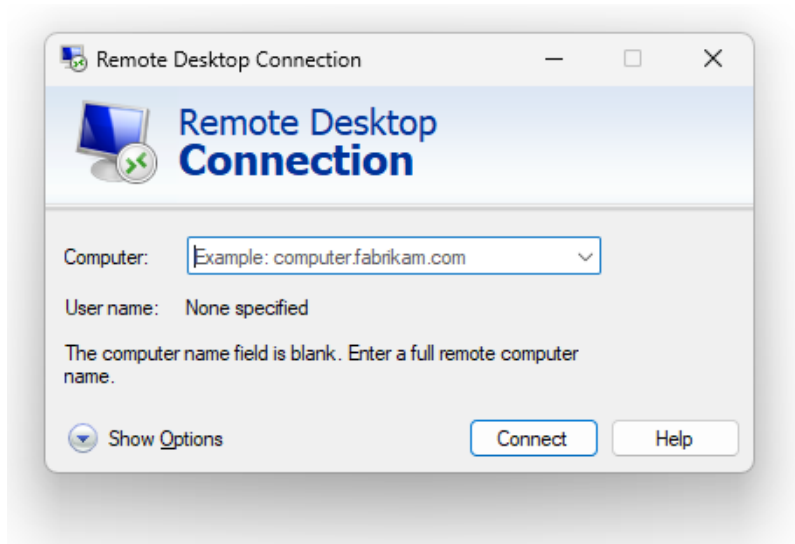 Remote Desktop Connection
Remote Desktop
Connection
Computer: Example: computer.fabrikam.com
User name: None specified
The computer name field is blank. Enter a full remote computer
name.
Show Options Connect Help